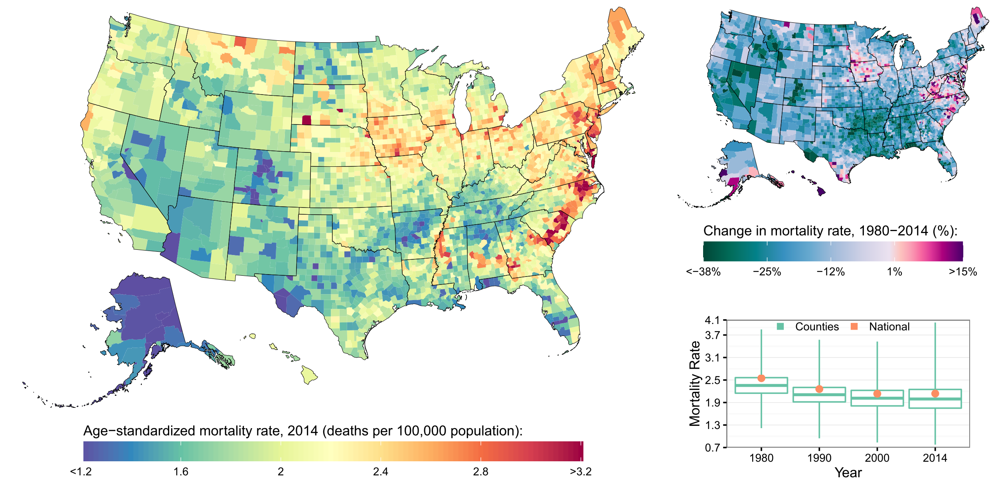 Age−standardized mortality rate, 2014 (deaths per 100,000 population):
<1.2 1.6 2 2.4 2.8 >3.2
Change in mortality rate, 1980−2014 (%):
<−38% −25% −12% 1% >15%
Counties National
Mortality Rate
4.1
3.7
3.1
2.5
1.9
1.3
0.7
1980 1990 2000 2014
Year